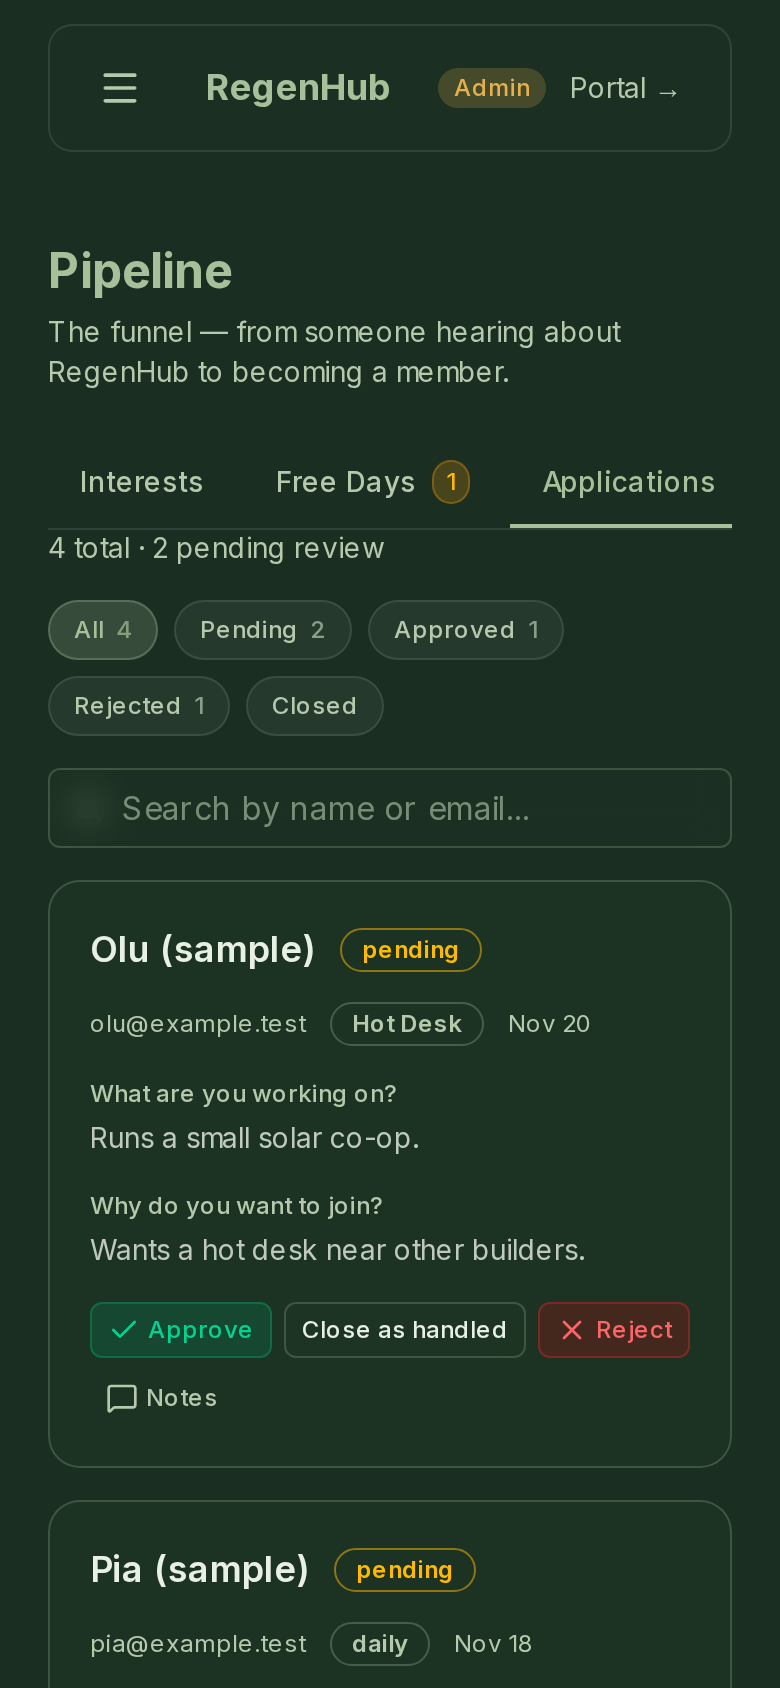 RegenHub Admin Portal →
Pipeline
The funnel — from someone hearing about
RegenHub to becoming a member.
Interests Free Days 1 Applications
4 total · 2 pending review
All 4 Pending 2 Approved 1
Rejected 1 Closed
Search by name or email...
Olu (sample) pending
olu@example.test Hot Desk Nov 20
What are you working on?
Runs a small solar co-op.
Why do you want to join?
Wants a hot desk near other builders.
Approve Close as handled Reject
Notes
Pia (sample) pending
pia@example.test daily Nov 18